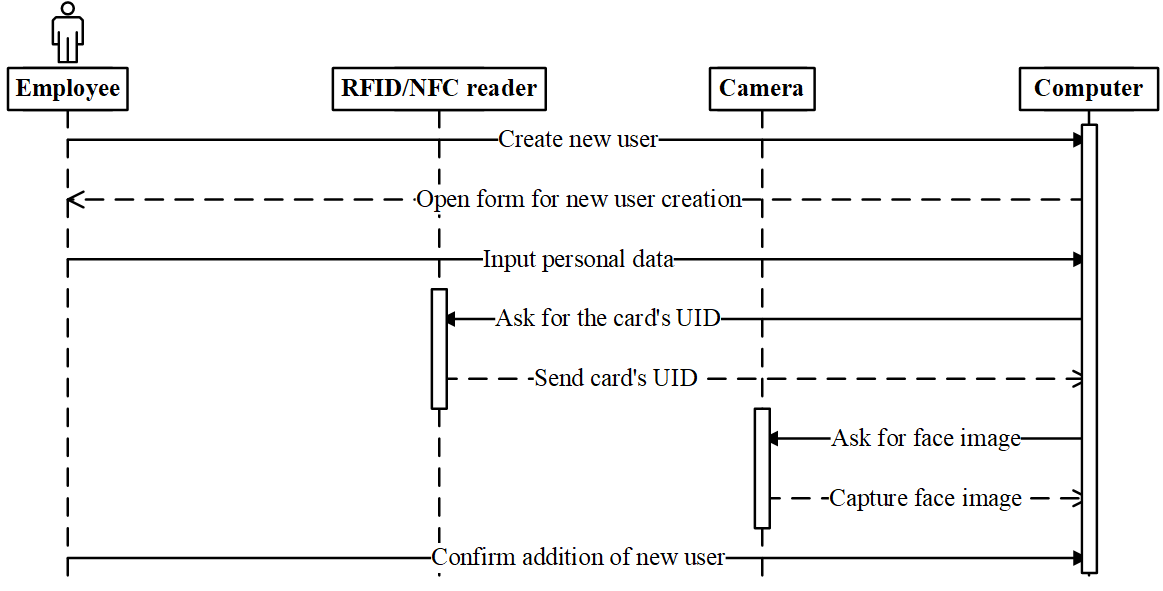 Employee
RFID/NFC reader
Camera
Computer
Create new user
Open form for new user creation
Input personal data
Ask for the card's UID
Send card's UID
Ask for face image
Capture face image
Confirm addition of new user